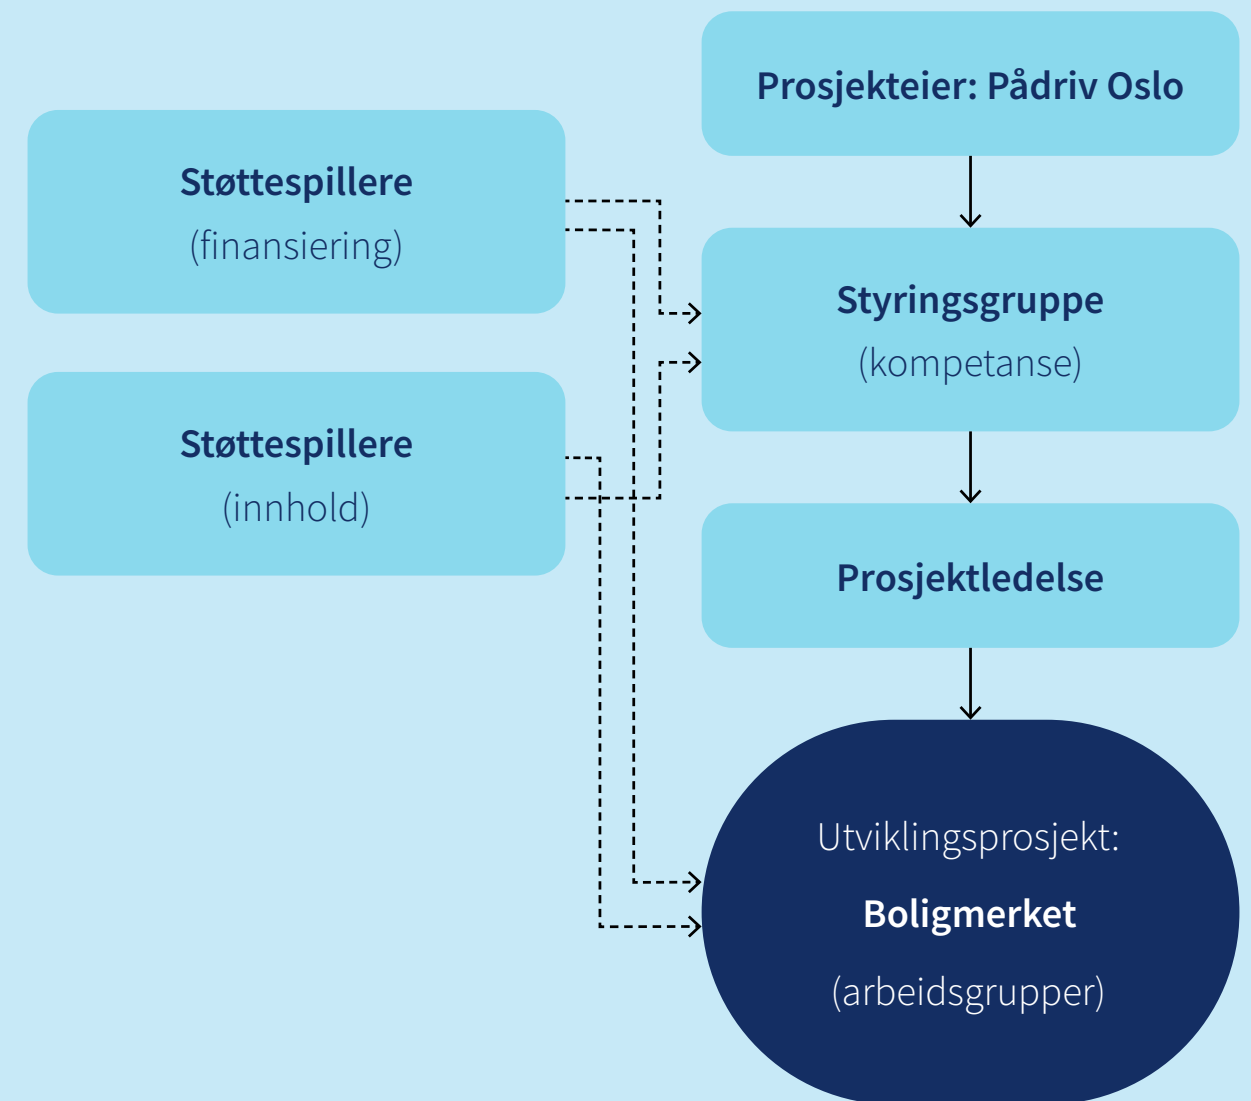 Prosjekteier: Pådriv Oslo
Støttespillere
(finansiering)
Styringsgruppe
(kompetanse)
Støttespillere
(innhold)
Prosjektledelse
Utviklingsprosjekt:
Boligmerket
(arbeidsgrupper)